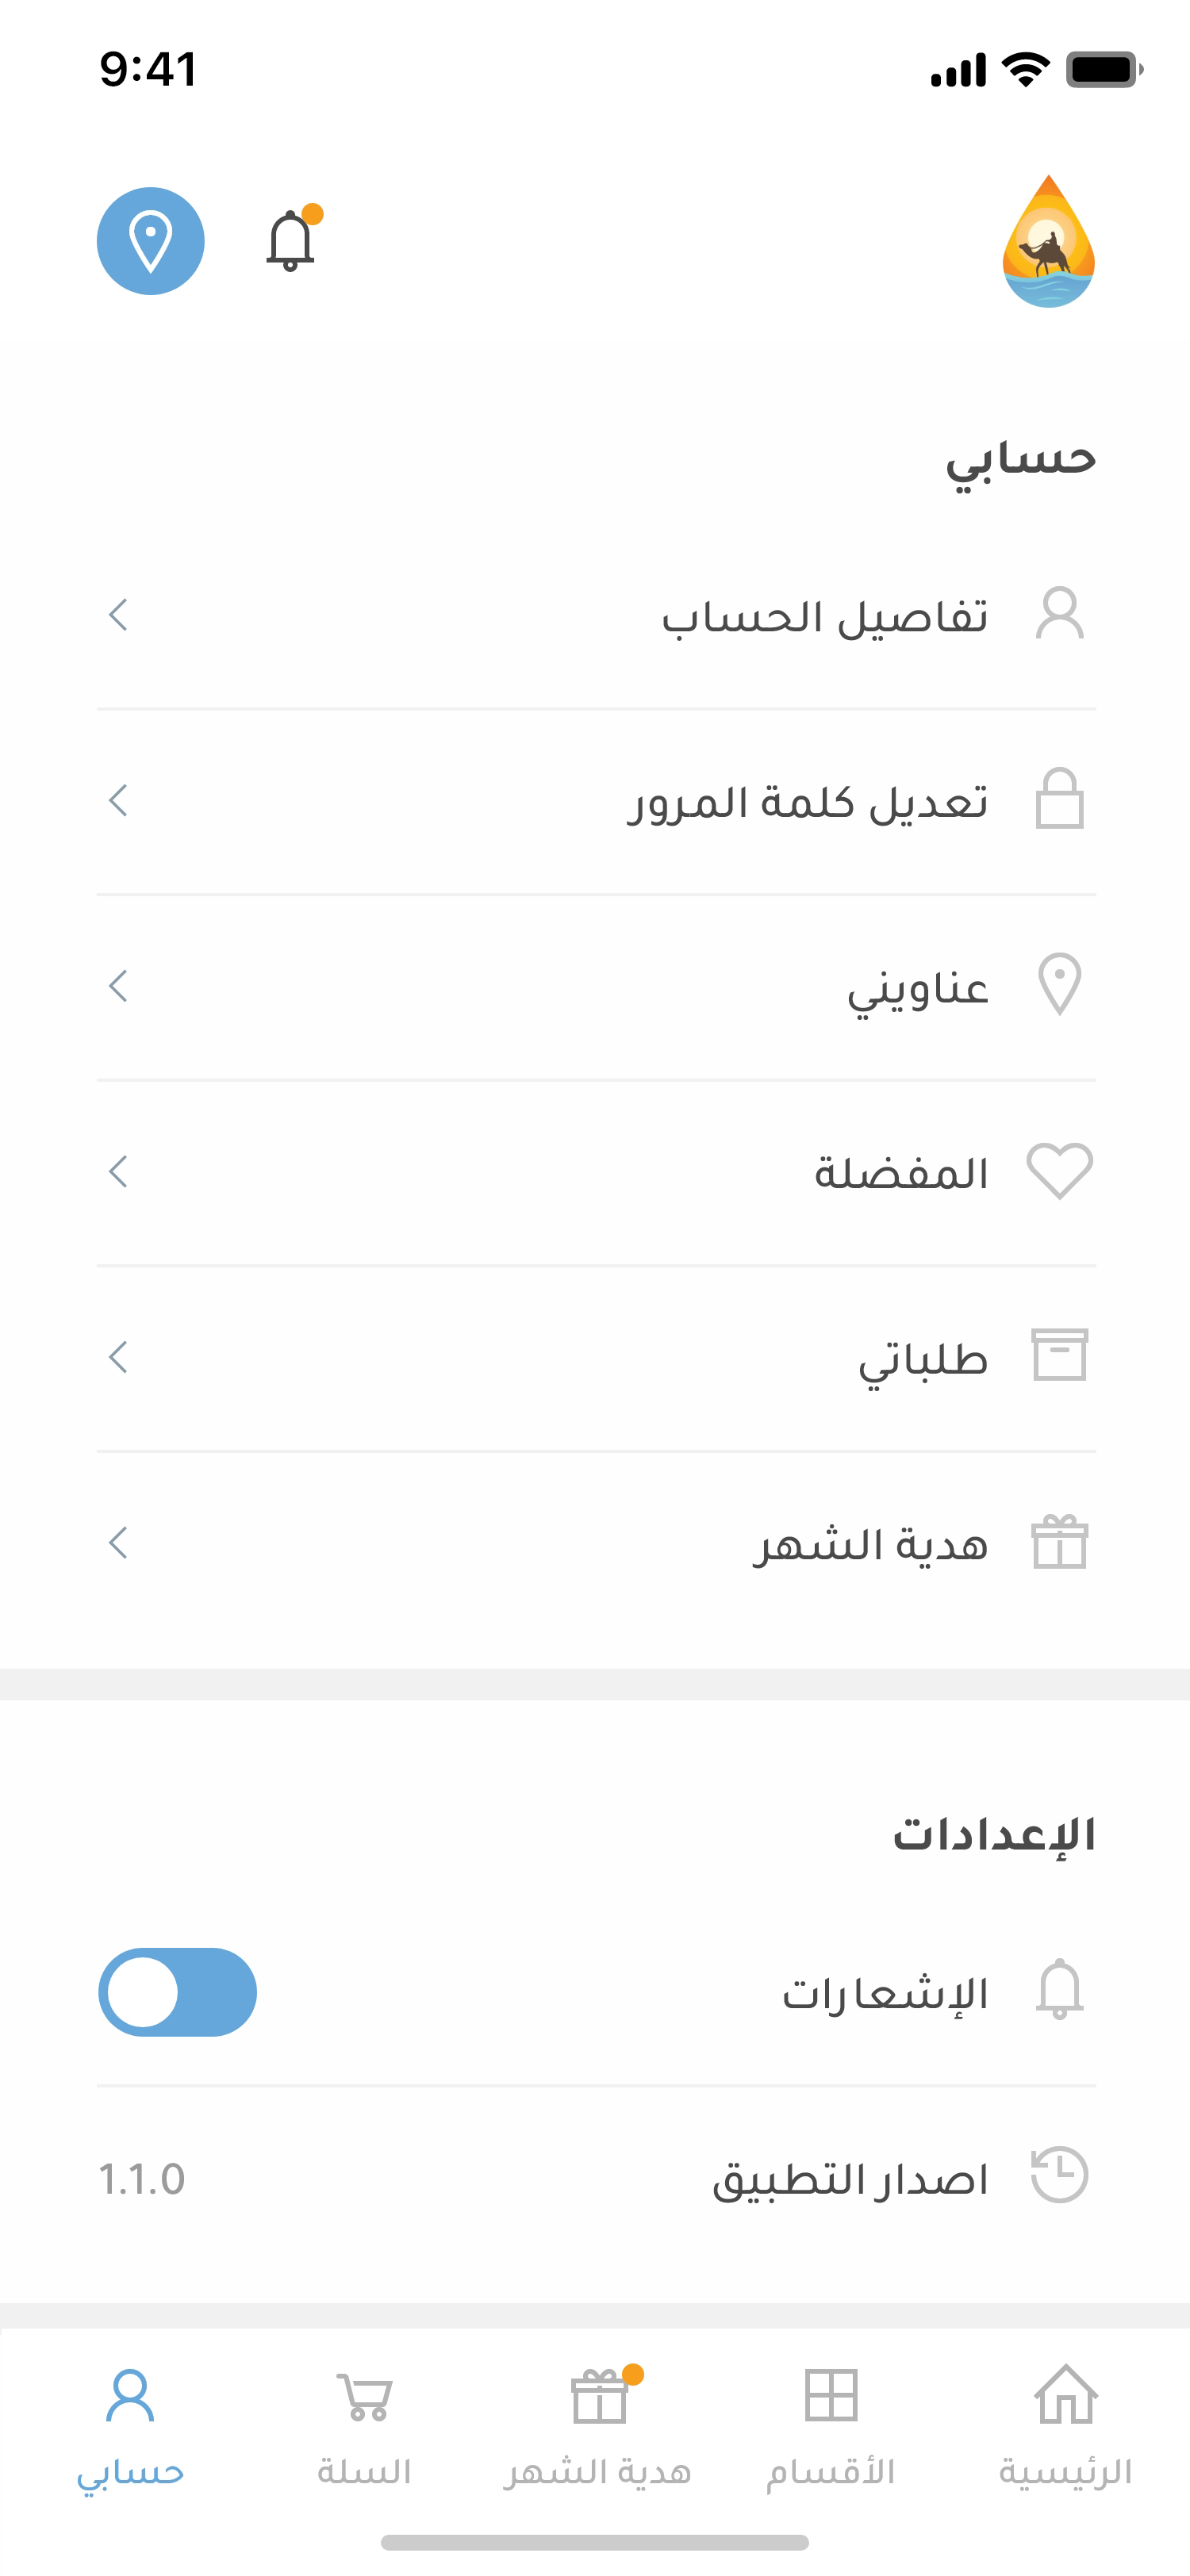 9:41
حسابي
تفاصيل الحساب
تعديل كلمة المرور
عناويني
المفضلة
طلباتي
هدية الشهر
الإعدادات
الإشعارات
اصدار التطبيق 1.1.0
الرئيسية الأقسام هدية الشهر السلة حسابي